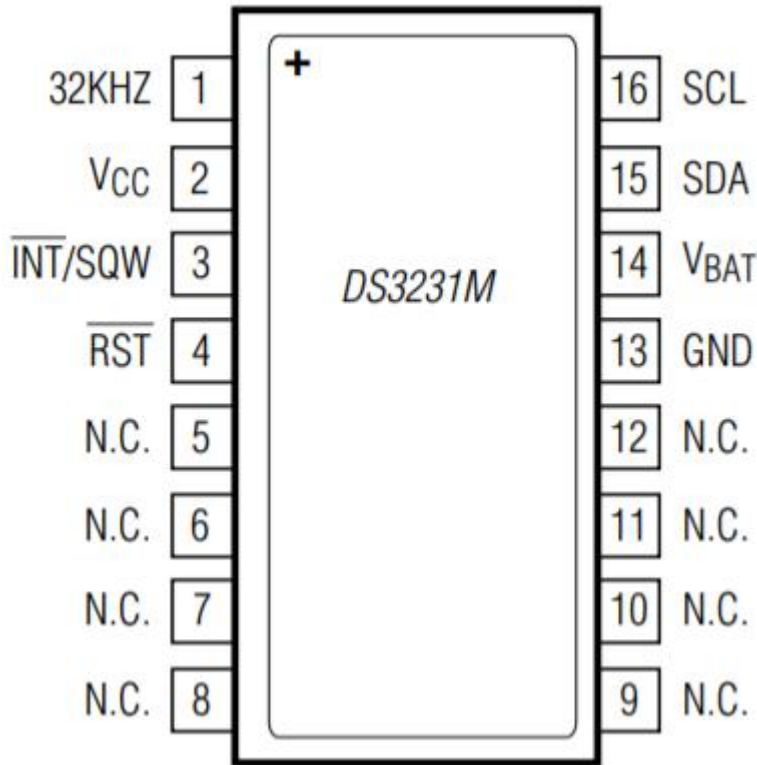 +
32KHZ 1 16 SCL
VCC 2 15 SDA
INT/SQW 3 14 VBAT
DS3231M
RST 4 13 GND
N.C. 5 12 N.C.
N.C. 6 11 N.C.
N.C. 7 10 N.C.
N.C. 8 9 N.C.